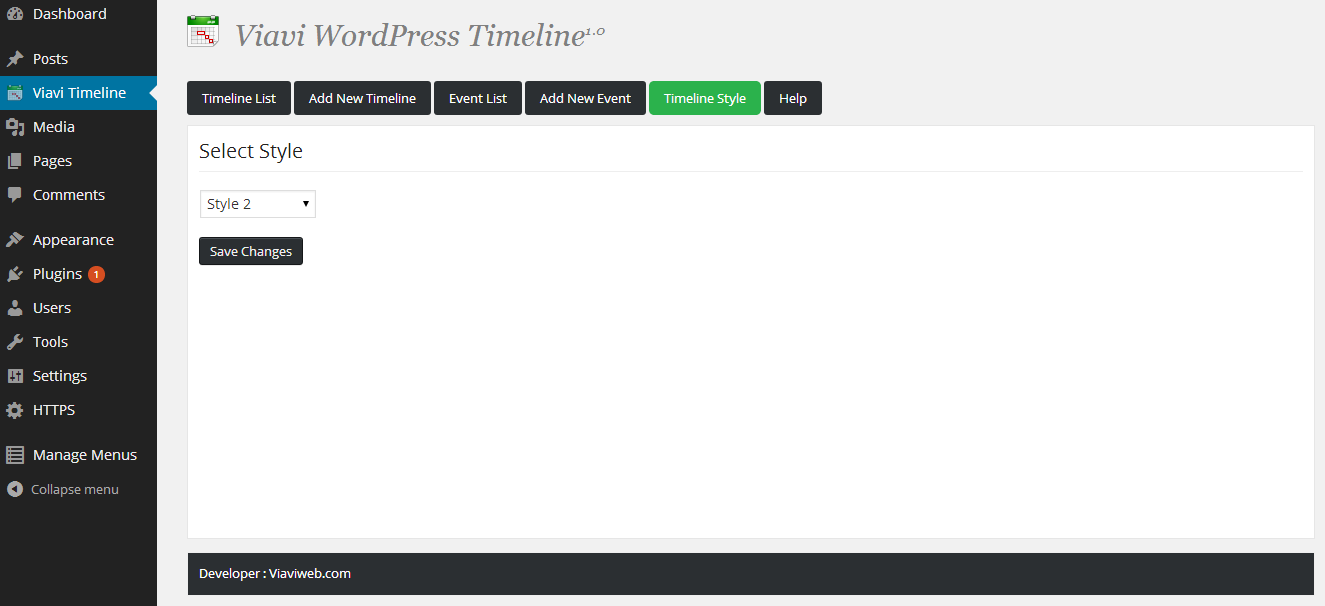 Dashboard
Posts
Viavi Timeline
Media
Pages
Comments
Appearance
Plugins 1
Users
Tools
Settings
HTTPS
Manage Menus
Collapse menu
Viavi WordPress Timeline1.0
Timeline List Add New Timeline Event List Add New Event Timeline Style Help
Select Style
Style 2
Save Changes
Developer : Viaviweb.com